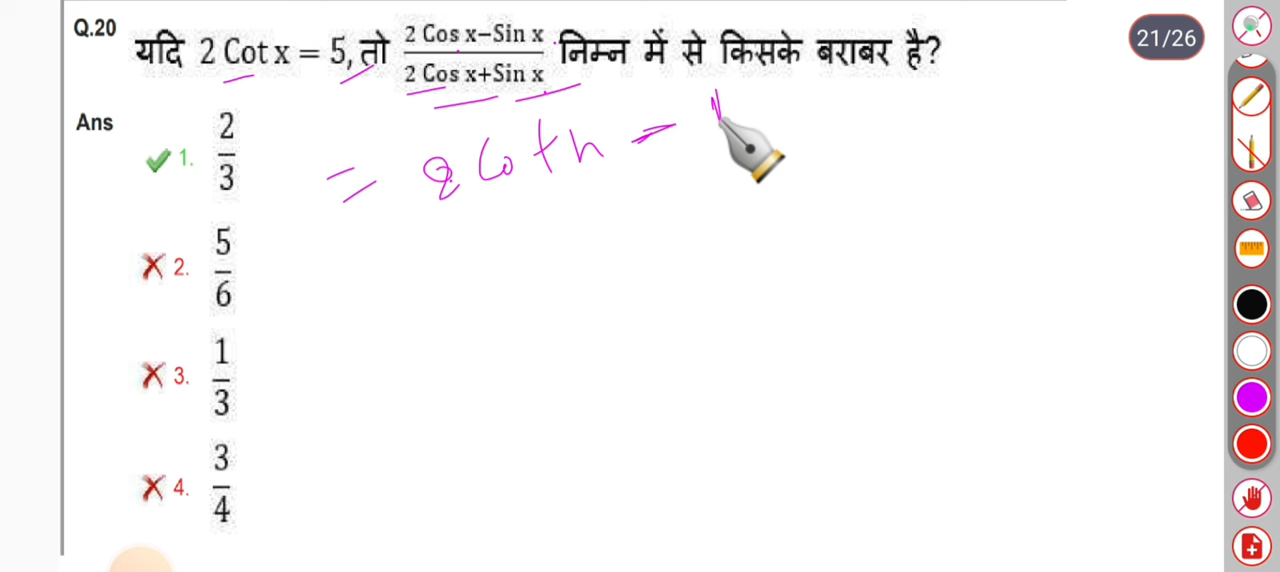 Q.20 यदि 2 Cot x = 5, तो (2 Cos x−Sin x)/(2 Cos x+Sin x) निम्न में से किसके बराबर है?
21/26
= 2 Cot x −
Ans
1. 2/3
2. 5/6
3. 1/3
4. 3/4